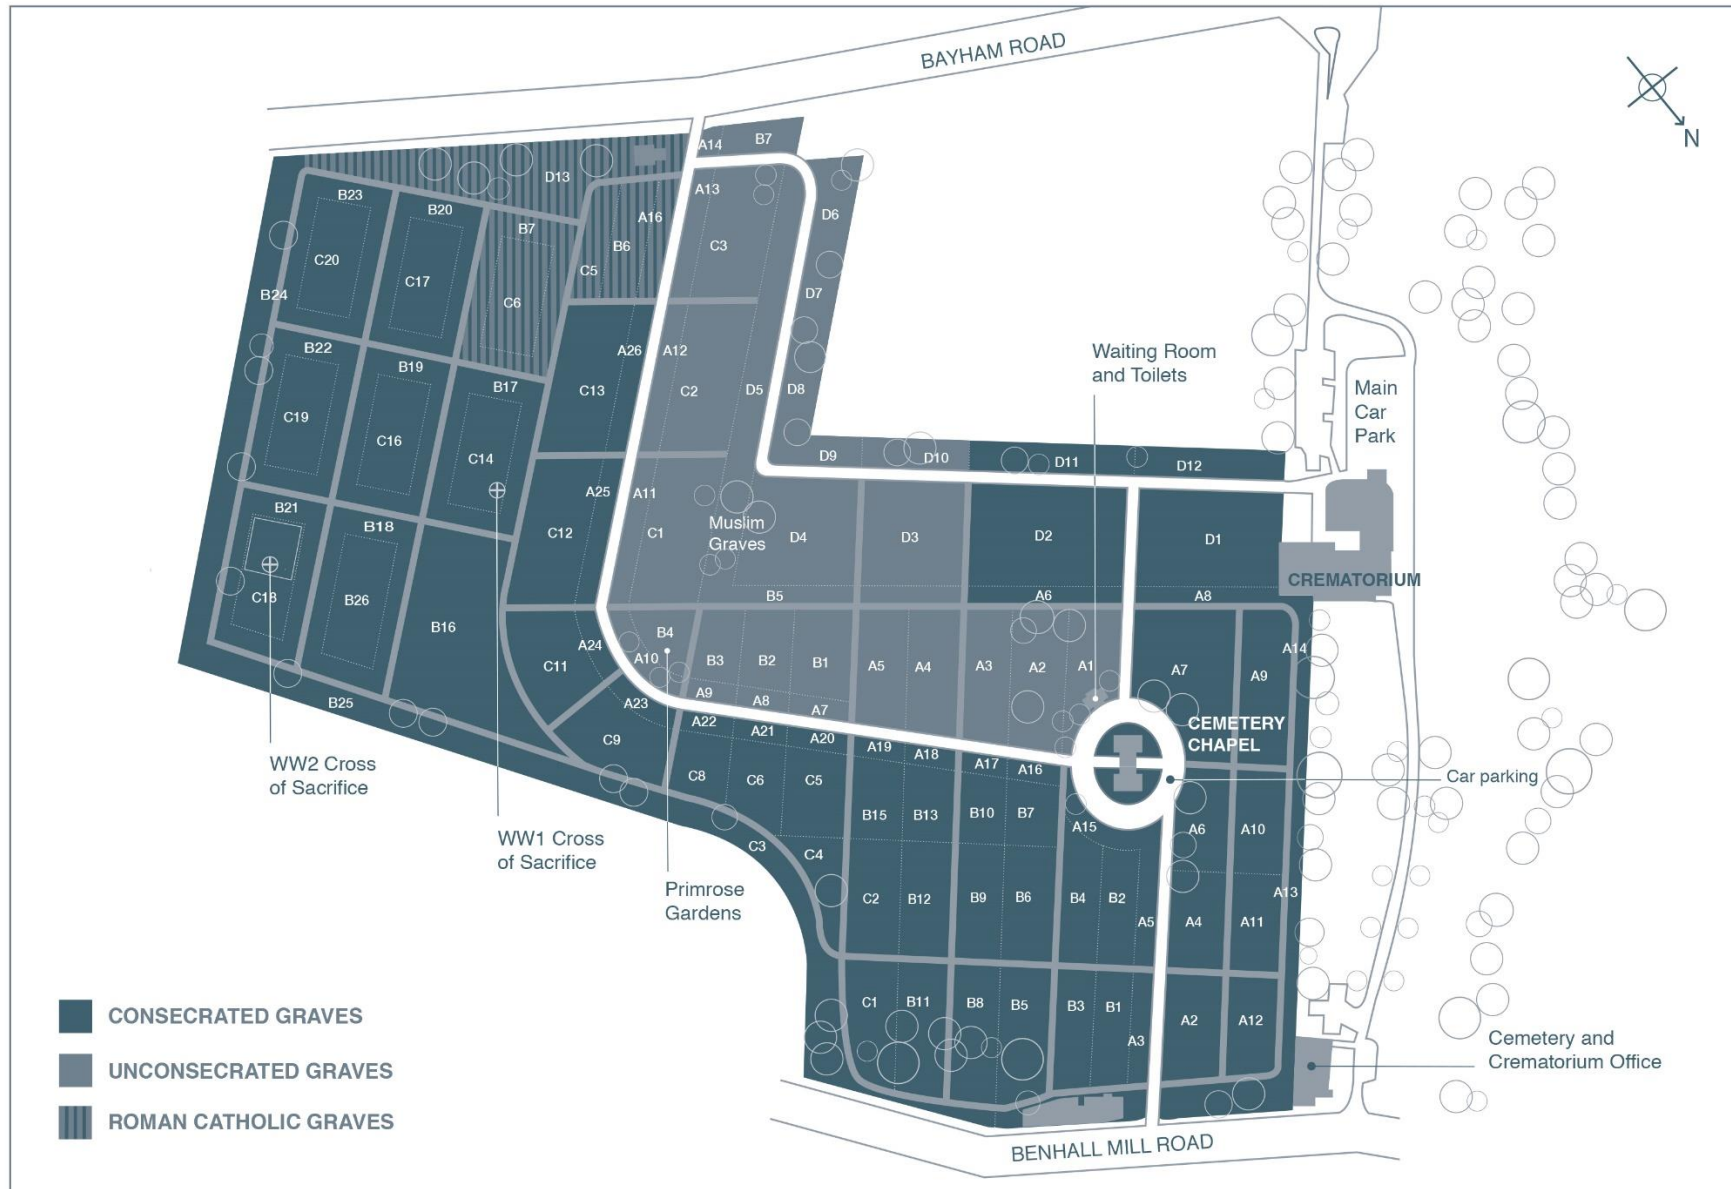 BAYHAM ROAD
N
A14
B7
D13
B23
B20
B7
A13
A16
B6
C5
D6
C3
C20
C17
C6
D7
B24
B22
B19
B17
A26
A12
C13
C2
D5
D8
Waiting Room
and Toilets
Main
Car
Park
C19
C16
C14
D9
D10
D11
D12
A25
A11
B21
B18
C12
C1
Muslim
Graves
D4
D3
D2
D1
CREMATORIUM
C18
B26
B16
B5
A6
A8
A24
B4
A10
C11
B3
B2
B1
A5
A4
A3
A2
A1
A7
A9
A14
B25
A23
A9
A8
A7
C9
A22
A21
A20
A19
A18
A17
A16
CEMETERY
CHAPEL
Car parking
WW2 Cross
of Sacrifice
C8
C6
C5
B15
B13
B10
B7
A15
A6
A10
WW1 Cross
of Sacrifice
C3
C4
Primrose
Gardens
C2
B12
B9
B6
B4
B2
A5
A4
A11
A13
C1
B11
B8
B5
B3
B1
A3
A2
A12
CONSECRATED GRAVES
UNCONSECRATED GRAVES
ROMAN CATHOLIC GRAVES
Cemetery and
Crematorium Office
BENHALL MILL ROAD